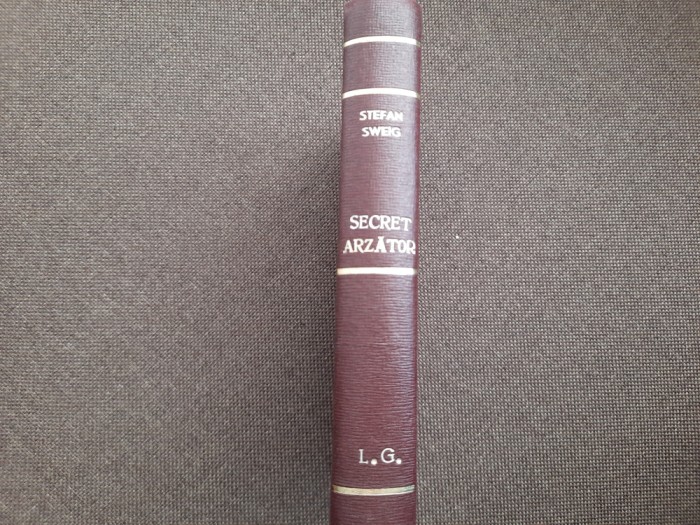 STEFAN
SWEIG
SECRET
ARZĂTOR
L.G.